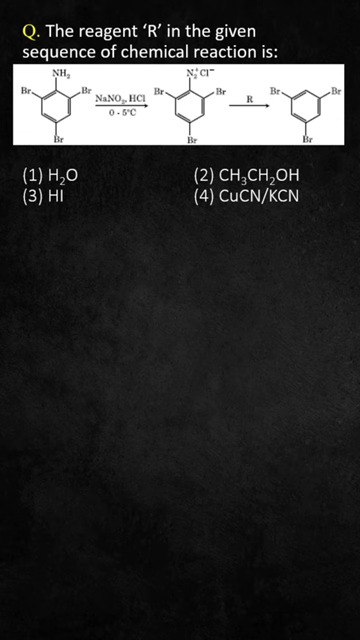 Q. The reagent ‘R’ in the given
sequence of chemical reaction is:
NH₂ N₂⁺Cl⁻
Br Br NaNO₂, HCl Br Br R Br Br
0 - 5°C
Br Br Br
(1) H₂O (2) CH₃CH₂OH
(3) HI (4) CuCN/KCN